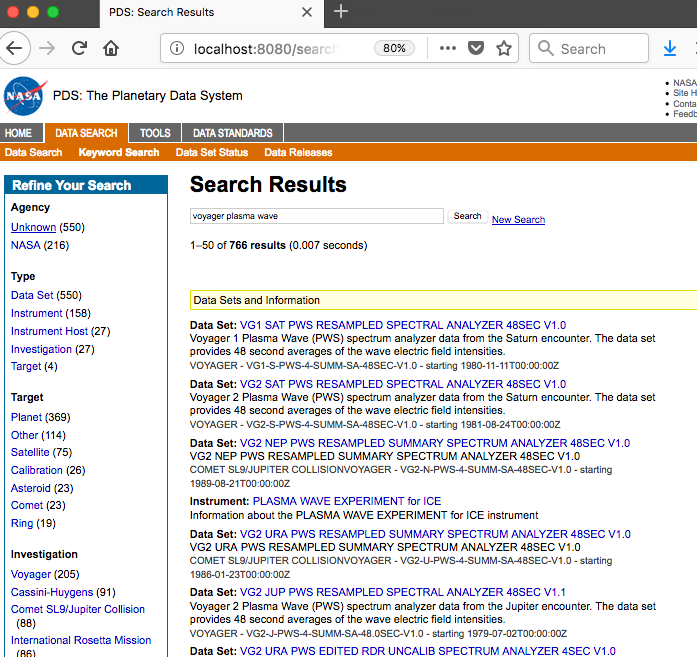 PDS: Search Results
localhost:8080/search
80%
Search
NASA
PDS: The Planetary Data System
NASA
Site H
Conta
Feedb
HOME
DATA SEARCH
TOOLS
DATA STANDARDS
Data Search
Keyword Search
Data Set Status
Data Releases
Refine Your Search
Agency
Unknown (550)
NASA (216)
Type
Data Set (550)
Instrument (158)
Instrument Host (27)
Investigation (27)
Target (4)
Target
Planet (369)
Other (114)
Satellite (75)
Calibration (26)
Asteroid (23)
Comet (23)
Ring (19)
Investigation
Voyager (205)
Cassini-Huygens (91)
Comet SL9/Jupiter Collision
(88)
International Rosetta Mission
(86)
Search Results
voyager plasma wave
Search
New Search
1–50 of 766 results (0.007 seconds)
Data Sets and Information
Data Set: VG1 SAT PWS RESAMPLED SPECTRAL ANALYZER 48SEC V1.0
Voyager 1 Plasma Wave (PWS) spectrum analyzer data from the Saturn encounter. The data set
provides 48 second averages of the wave electric field intensities.
VOYAGER - VG1-S-PWS-4-SUMM-SA-48SEC-V1.0 - starting 1980-11-11T00:00:00Z
Data Set: VG2 SAT PWS RESAMPLED SPECTRAL ANALYZER 48SEC V1.0
Voyager 2 Plasma Wave (PWS) spectrum analyzer data from the Saturn encounter. The data set
provides 48 second averages of the wave electric field intensities.
VOYAGER - VG2-S-PWS-4-SUMM-SA-48SEC-V1.0 - starting 1981-08-24T00:00:00Z
Data Set: VG2 NEP PWS RESAMPLED SUMMARY SPECTRUM ANALYZER 48SEC V1.0
VG2 NEP PWS RESAMPLED SUMMARY SPECTRUM ANALYZER 48SEC V1.0
COMET SL9/JUPITER COLLISIONVOYAGER - VG2-N-PWS-4-SUMM-SA-48SEC-V1.0 - starting
1989-08-21T00:00:00Z
Instrument: PLASMA WAVE EXPERIMENT for ICE
Information about the PLASMA WAVE EXPERIMENT for ICE instrument
Data Set: VG2 URA PWS RESAMPLED SUMMARY SPECTRUM ANALYZER 48SEC V1.0
VG2 URA PWS RESAMPLED SUMMARY SPECTRUM ANALYZER 48SEC V1.0
COMET SL9/JUPITER COLLISIONVOYAGER - VG2-U-PWS-4-SUMM-SA-48SEC-V1.0 - starting
1986-01-23T00:00:00Z
Data Set: VG2 JUP PWS RESAMPLED SPECTRAL ANALYZER 48SEC V1.1
Voyager 2 Plasma Wave (PWS) spectrum analyzer data from the Jupiter encounter. The data set
provides 48 second averages of the wave electric field intensities.
VOYAGER - VG2-J-PWS-4-SUMM-SA-48.0SEC-V1.0 - starting 1979-07-02T00:00:00Z
Data Set: VG2 URA PWS EDITED RDR UNCALIB SPECTRUM ANALYZER 4SEC V1.0